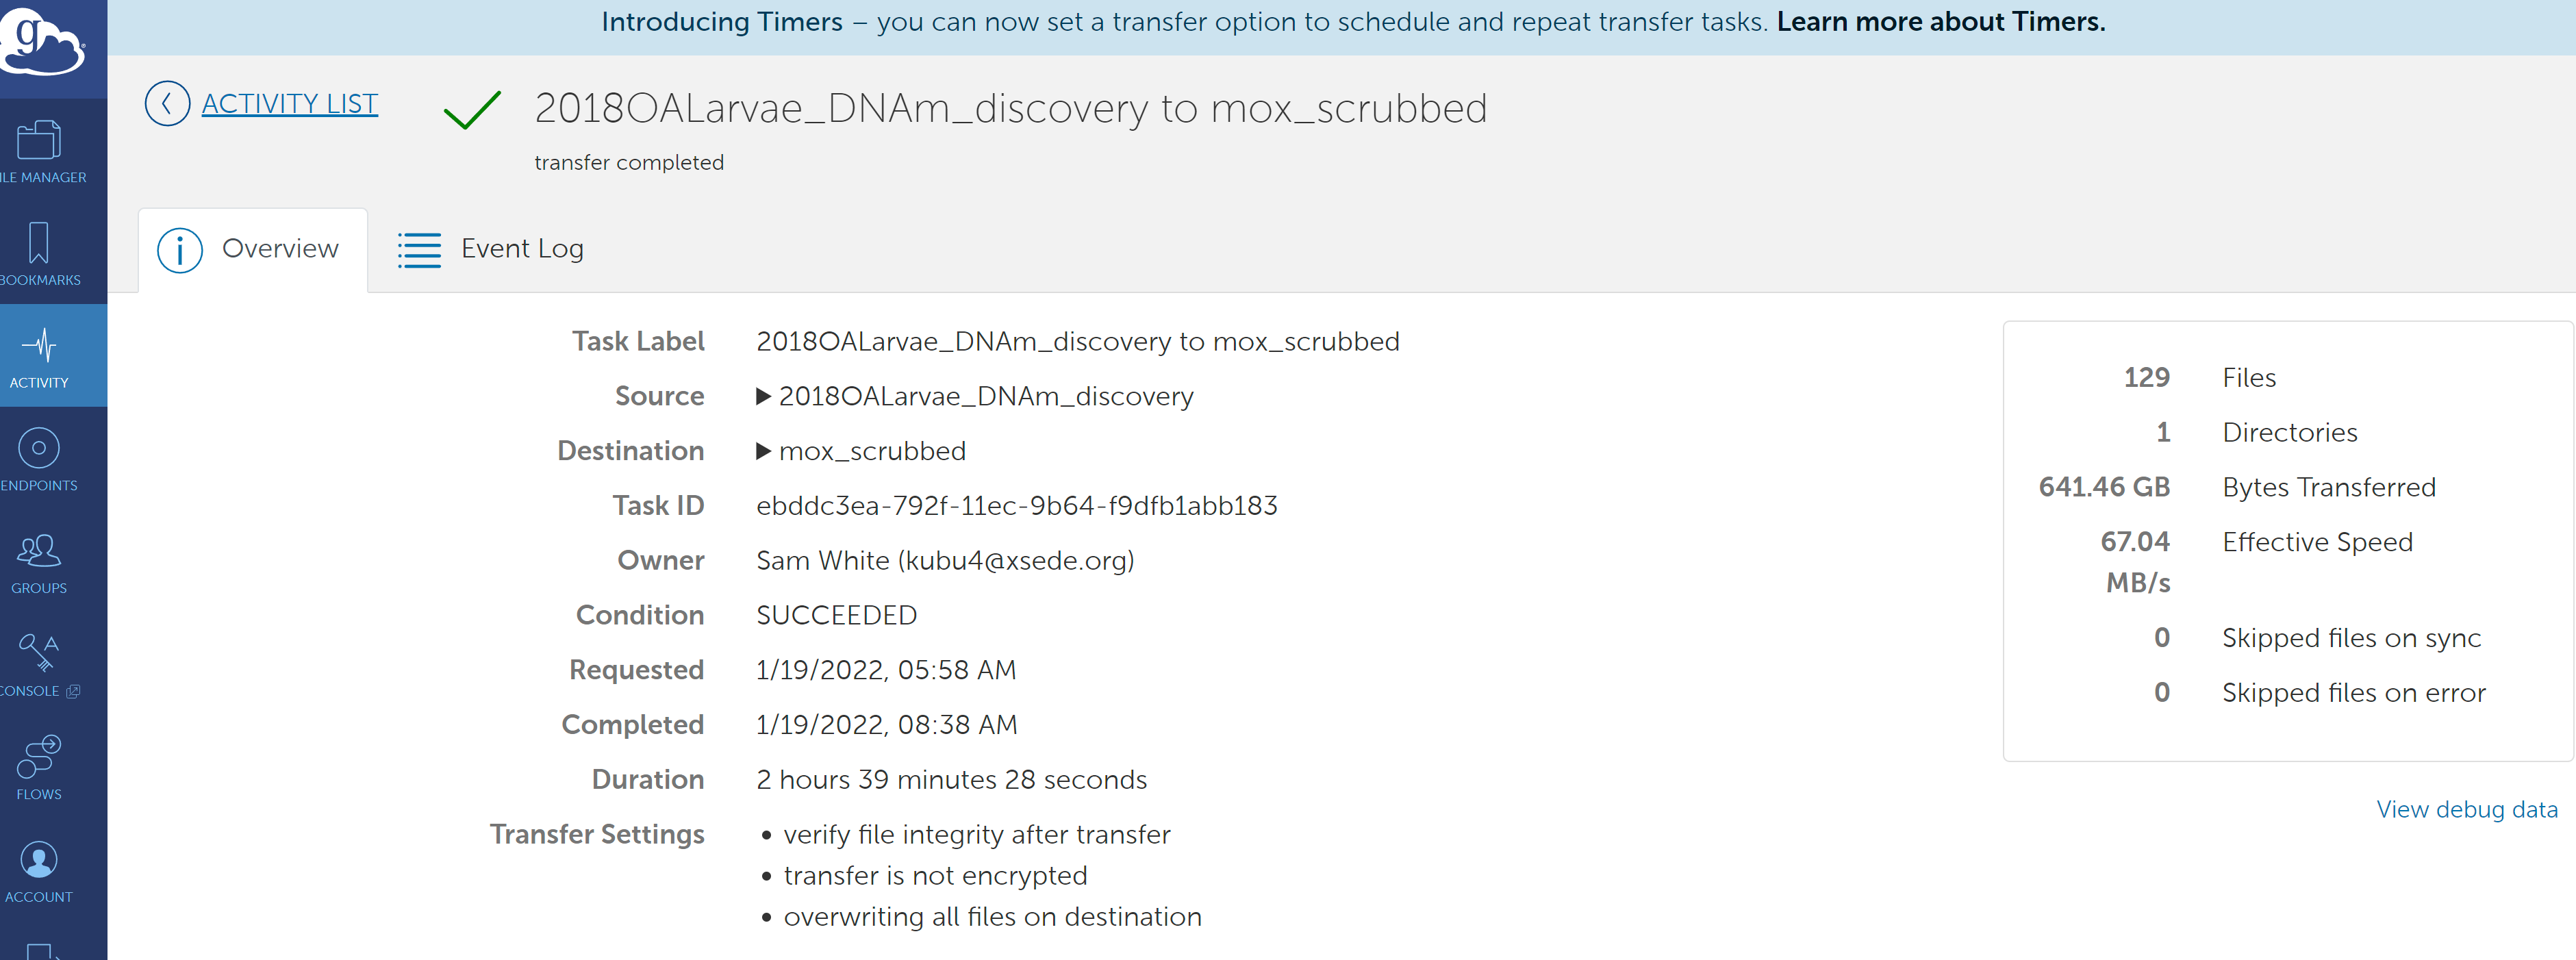 Introducing Timers – you can now set a transfer option to schedule and repeat transfer tasks. Learn more about Timers.
g
ACTIVITY LIST
2018OALarvae_DNAm_discovery to mox_scrubbed
transfer completed
ILE MANAGER
BOOKMARKS
ACTIVITY
ENDPOINTS
GROUPS
CONSOLE
FLOWS
ACCOUNT
Overview
Event Log
Task Label 2018OALarvae_DNAm_discovery to mox_scrubbed
Source 2018OALarvae_DNAm_discovery
Destination mox_scrubbed
Task ID ebddc3ea-792f-11ec-9b64-f9dfb1abb183
Owner Sam White (kubu4@xsede.org)
Condition SUCCEEDED
Requested 1/19/2022, 05:58 AM
Completed 1/19/2022, 08:38 AM
Duration 2 hours 39 minutes 28 seconds
Transfer Settings • verify file integrity after transfer
• transfer is not encrypted
• overwriting all files on destination
129 Files
1 Directories
641.46 GB Bytes Transferred
67.04 Effective Speed
MB/s
0 Skipped files on sync
0 Skipped files on error
View debug data